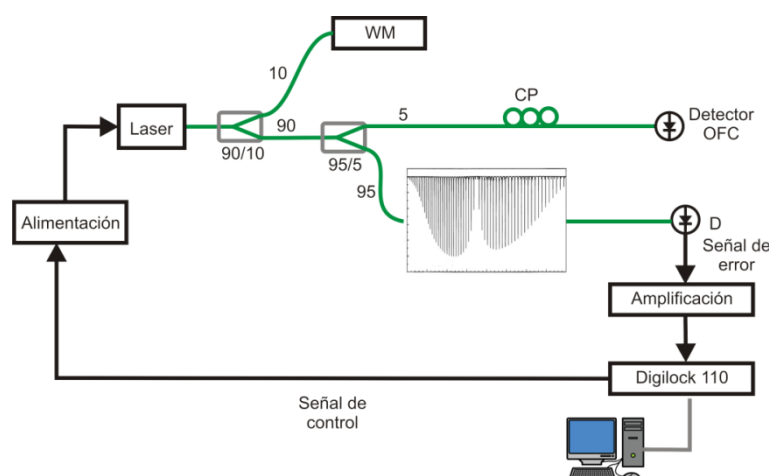 WM
10
CP
Laser
90
5
Detector
OFC
90/10
95/5
95
Alimentación
D
Señal de
error
Amplificación
Digilock 110
Señal de
control